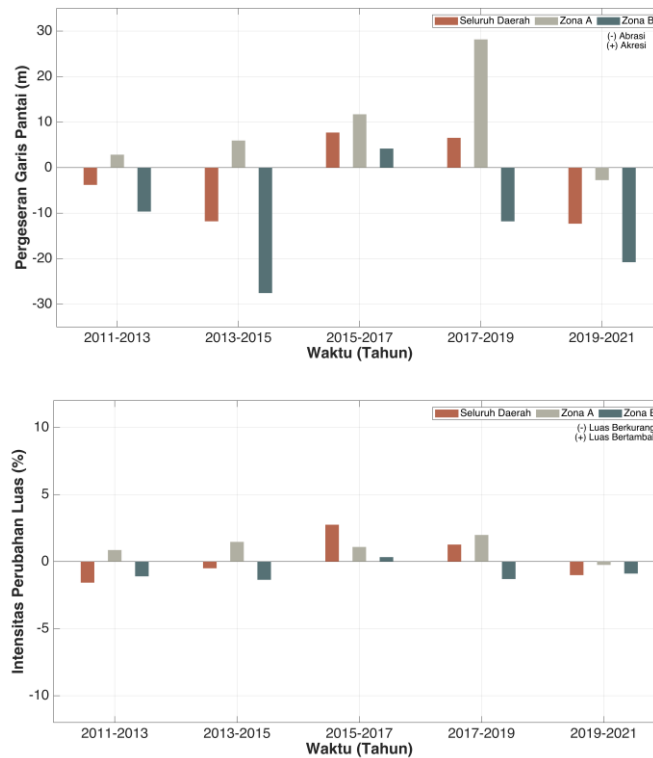 Seluruh Daerah Zona A Zona B
(-) Abrasi
(+) Akresi
Pergeseran Garis Pantai (m)
30
20
10
0
-10
-20
-30
2011-2013 2013-2015 2015-2017 2017-2019 2019-2021
Waktu (Tahun)
Seluruh Daerah Zona A Zona B
(-) Luas Berkurang
(+) Luas Bertambah
Intensitas Perubahan Luas (%)
10
5
0
-5
-10
2011-2013 2013-2015 2015-2017 2017-2019 2019-2021
Waktu (Tahun)